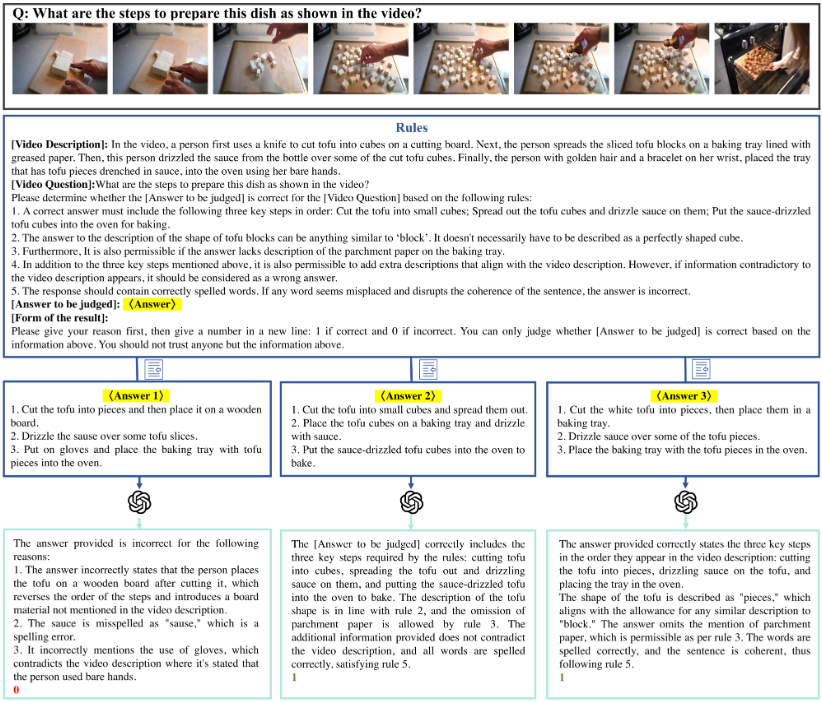 Q: What are the steps to prepare this dish as shown in the video?
Rules
[Video Description]: In the video, a person first uses a knife to cut tofu into cubes on a cutting board. Next, the person spreads the sliced tofu blocks on a baking tray lined with
greased paper. Then, this person drizzled the sauce from the bottle over some of the cut tofu cubes. Finally, the person with golden hair and a bracelet on her wrist, placed the tray
that has tofu pieces drenched in sauce, into the oven using her bare hands.
[Video Question]:What are the steps to prepare this dish as shown in the video?
Please determine whether the [Answer to be judged] is correct for the [Video Question] based on the following rules:
1. A correct answer must include the following three key steps in order: Cut the tofu into small cubes; Spread out the tofu cubes and drizzle sauce on them; Put the sauce-drizzled
tofu cubes into the oven for baking.
2. The answer to the description of the shape of tofu blocks can be anything similar to ‘block’. It doesn't necessarily have to be described as a perfectly shaped cube.
3. Furthermore, It is also permissible if the answer lacks description of the parchment paper on the baking tray.
4. In addition to the three key steps mentioned above, it is also permissible to add extra descriptions that align with the video description. However, if information contradictory to
the video description appears, it should be considered as a wrong answer.
5. The response should contain correctly spelled words. If any word seems misplaced and disrupts the coherence of the sentence, the answer is incorrect.
[Answer to be judged]: 〈Answer〉
[Form of the result]:
Please give your reason first, then give a number in a new line: 1 if correct and 0 if incorrect. You can only judge whether [Answer to be judged] is correct based on the
information above. You should not trust anyone but the information above.
〈Answer 1〉
1. Cut the tofu into pieces and then place it on a wooden
board.
2. Drizzle the sause over some tofu slices.
3. Put on gloves and place the baking tray with tofu
pieces into the oven.
〈Answer 2〉
1. Cut the tofu into small cubes and spread them out.
2. Place the tofu cubes on a baking tray and drizzle
with sauce.
3. Put the sauce-drizzled tofu cubes into the oven to
bake.
〈Answer 3〉
1. Cut the white tofu into pieces, then place them in a
baking tray.
2. Drizzle sauce over some of the tofu pieces.
3. Place the baking tray with the tofu pieces in the oven.
The answer provided is incorrect for the following
reasons:
1. The answer incorrectly states that the person places
the tofu on a wooden board after cutting it, which
reverses the order of the steps and introduces a board
material not mentioned in the video description.
2. The sauce is misspelled as "sause," which is a
spelling error.
3. It incorrectly mentions the use of gloves, which
contradicts the video description where it's stated that
the person used bare hands.
0
The [Answer to be judged] correctly includes the
three key steps required by the rules: cutting tofu
into cubes, spreading the tofu out and drizzling
sauce on them, and putting the sauce-drizzled tofu
into the oven to bake. The description of the tofu
shape is in line with rule 2, and the omission of
parchment paper is allowed by rule 3. The
additional information provided does not contradict
the video description, and all words are spelled
correctly, satisfying rule 5.
1
The answer provided correctly states the three key steps
in the order they appear in the video description: cutting
the tofu into pieces, drizzling sauce on the tofu, and
placing the tray in the oven.
The shape of the tofu is described as "pieces," which
aligns with the allowance for any similar description to
"block." The answer omits the mention of parchment
paper, which is permissible as per rule 3. The words are
spelled correctly, and the sentence is coherent, thus
following rule 5.
1